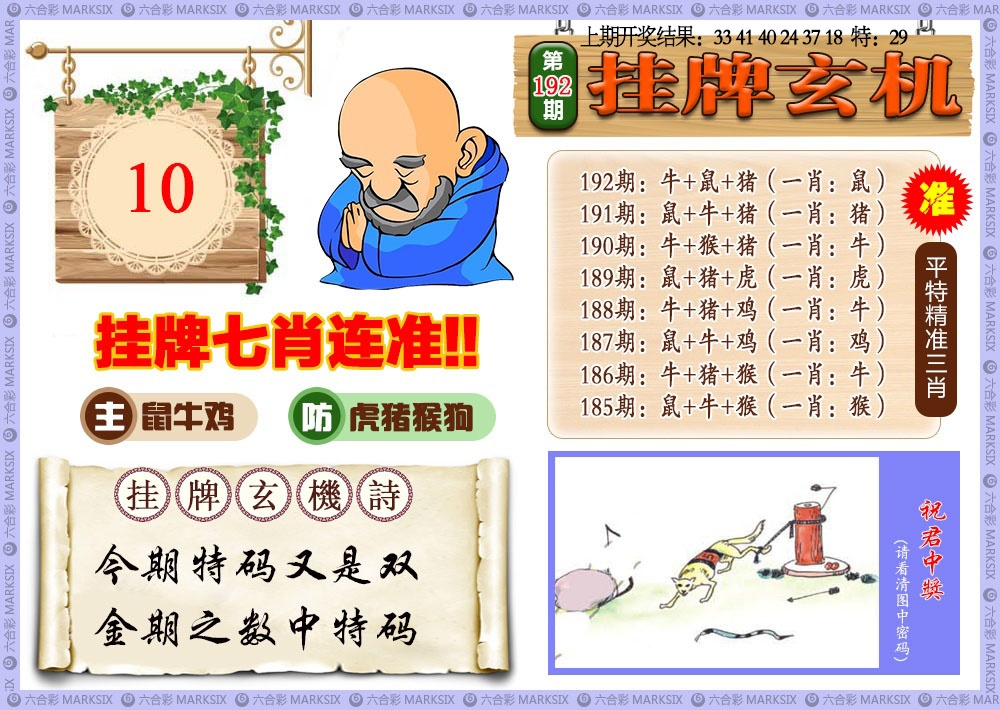 六合彩 MARKSIX
上期开奖结果：33 41 40 24 37 18 特：29
第192期
挂牌玄机
10
192期：牛+鼠+猪（一肖：鼠）
191期：鼠+牛+猪（一肖：猪）
190期：牛+猴+猪（一肖：牛）
189期：鼠+猪+虎（一肖：虎）
188期：牛+猪+鸡（一肖：牛）
187期：鼠+牛+鸡（一肖：鸡）
186期：牛+猪+猴（一肖：牛）
185期：鼠+牛+猴（一肖：猴）
准
平特精准三肖
挂牌七肖连准!!
主 鼠牛鸡
防 虎猪猴狗
挂牌玄機詩
今期特码又是双
金期之数中特码
祝君中獎
（请看清图中密码）